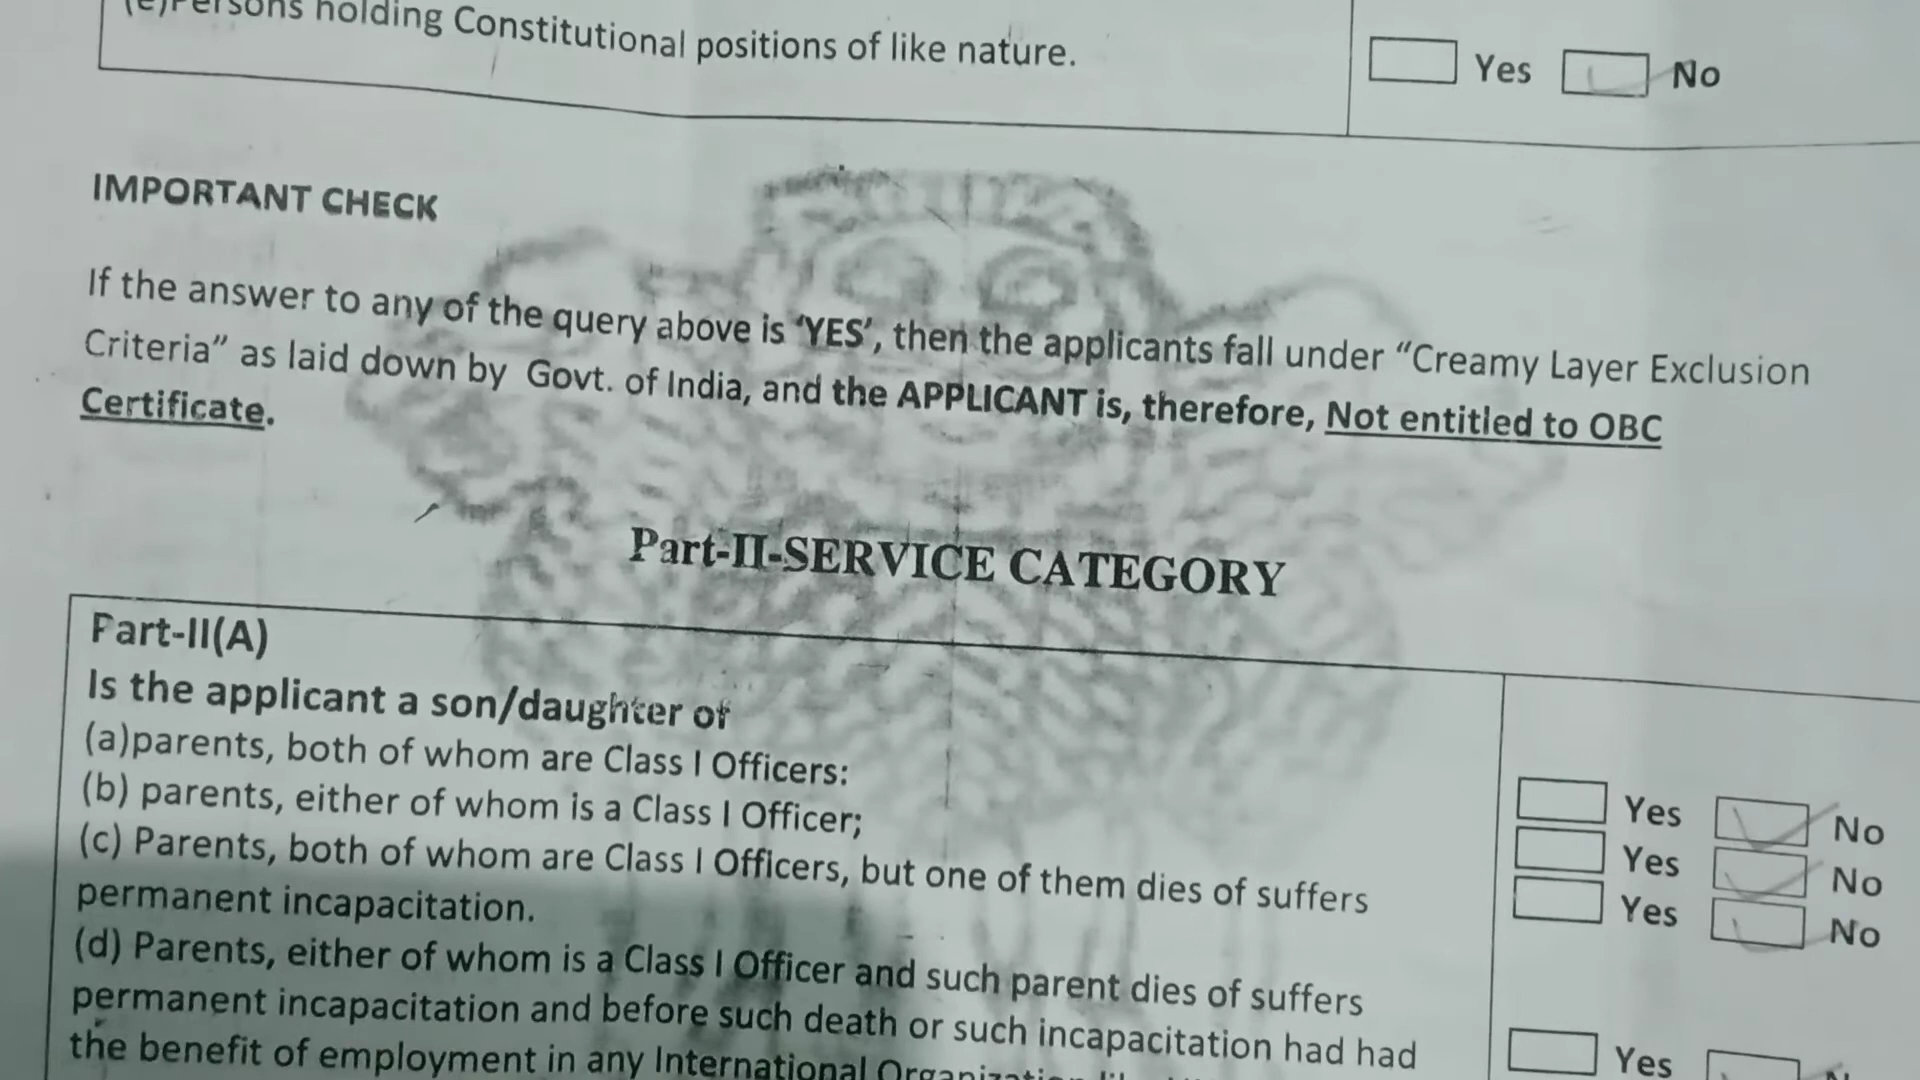 (e)Persons holding Constitutional positions of like nature.
Yes No
IMPORTANT CHECK
If the answer to any of the query above is 'YES', then the applicants fall under "Creamy Layer Exclusion
Criteria" as laid down by Govt. of India, and the APPLICANT is, therefore, Not entitled to OBC
Certificate.
Part-II-SERVICE CATEGORY
Part-II(A)
Is the applicant a son/daughter of
(a)parents, both of whom are Class I Officers:
Yes No
(b) parents, either of whom is a Class I Officer;
Yes No
(c) Parents, both of whom are Class I Officers, but one of them dies of suffers
Yes No
permanent incapacitation.
(d) Parents, either of whom is a Class I Officer and such parent dies of suffers
permanent incapacitation and before such death or such incapacitation had had
Yes
the benefit of employment in any International